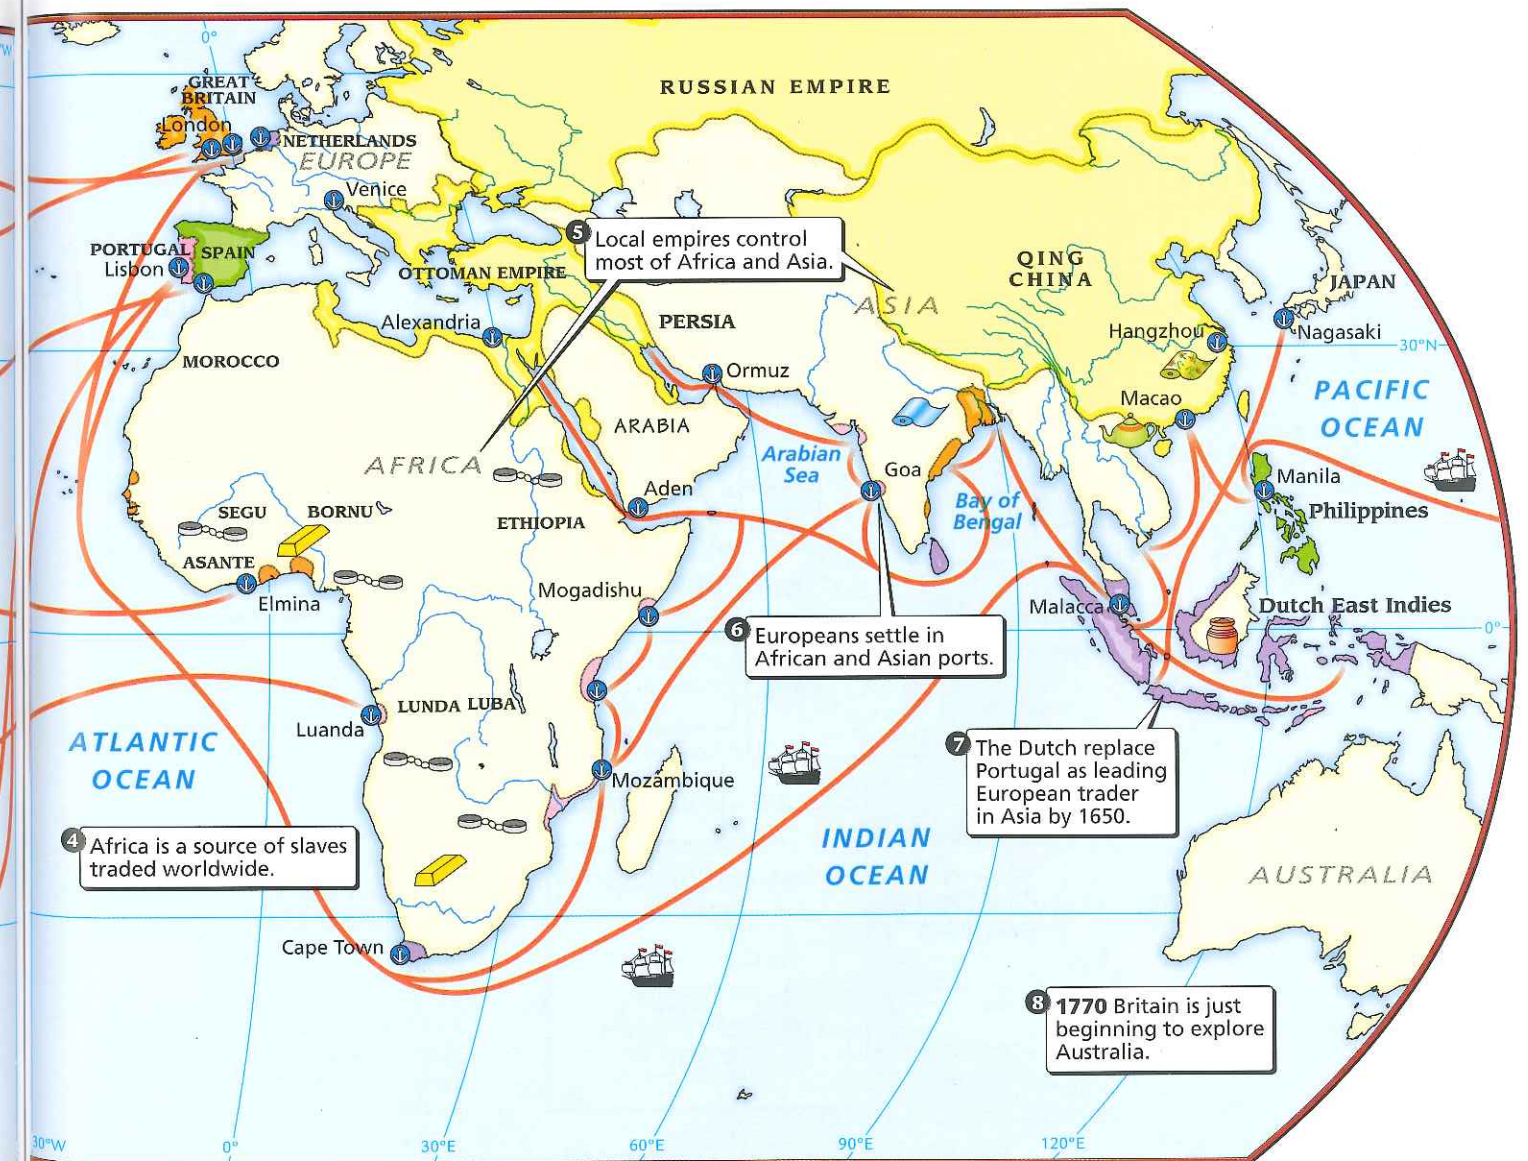 W
0°
GREAT
BRITAIN
London
NETHERLANDS
EUROPE
Venice
PORTUGAL
Lisbon
SPAIN
OTTOMAN EMPIRE
Alexandria
MOROCCO
RUSSIAN EMPIRE
5 Local empires control
most of Africa and Asia.
ASIA
QING
CHINA
JAPAN
Nagasaki
Hangzhou
30°N
PERSIA
Ormuz
Macao
PACIFIC
OCEAN
ARABIA
AFRICA
Arabian
Sea
Goa
Aden
Bay of
Bengal
Manila
Philippines
SEGU
BORNU
ETHIOPIA
ASANTE
Elmina
Mogadishu
Malacca
Dutch East Indies
0°
6 Europeans settle in
African and Asian ports.
LUNDA
LUBA
Luanda
ATLANTIC
OCEAN
Mozambique
7 The Dutch replace
Portugal as leading
European trader
in Asia by 1650.
4 Africa is a source of slaves
traded worldwide.
INDIAN
OCEAN
AUSTRALIA
Cape Town
8 1770 Britain is just
beginning to explore
Australia.
30°W
0°
30°E
60°E
90°E
120°E